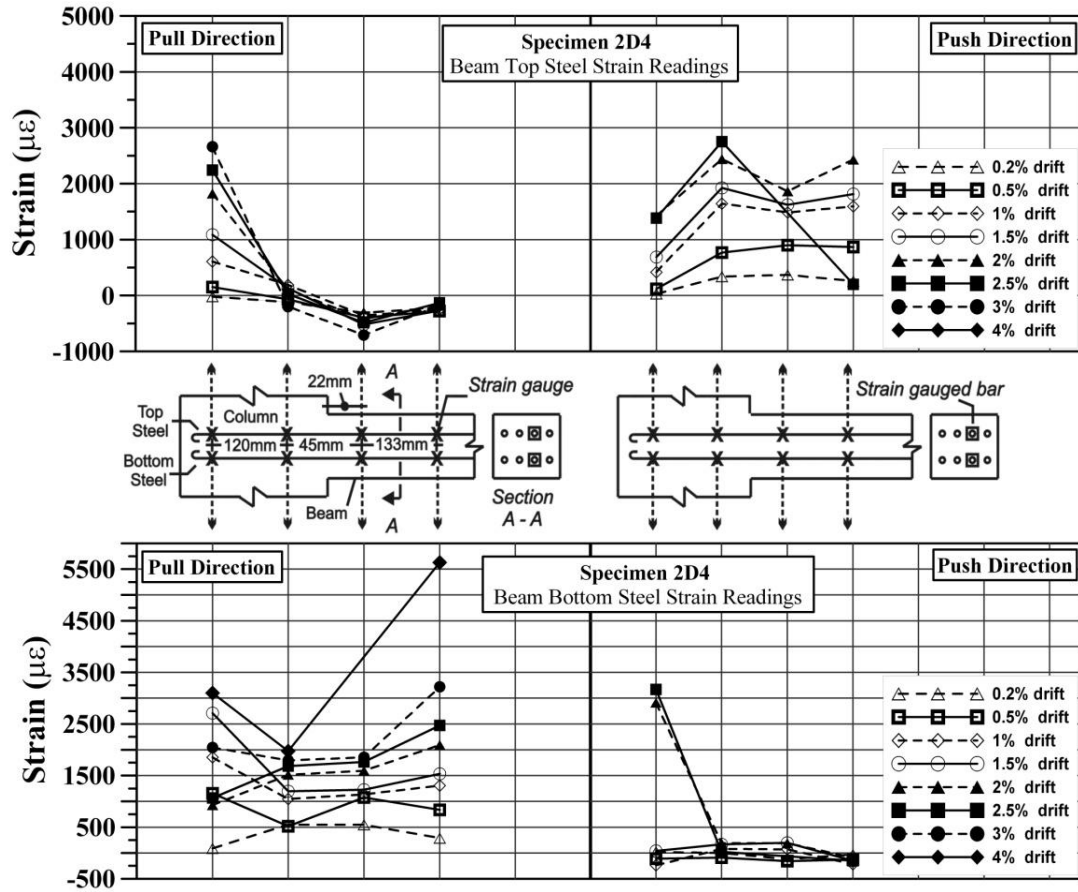 5000
4000
3000
2000
1000
0
-1000
Strain (με)
Pull Direction
Specimen 2D4
Beam Top Steel Strain Readings
Push Direction
0.2% drift
0.5% drift
1% drift
1.5% drift
2% drift
2.5% drift
3% drift
4% drift
22mm
A
Strain gauge
Top
Steel
Column
120mm
45mm
133mm
Bottom
Steel
Beam
A
Section
A - A
Strain gauged bar
5500
4500
3500
2500
1500
500
-500
Strain (με)
Pull Direction
Specimen 2D4
Beam Bottom Steel Strain Readings
Push Direction
0.2% drift
0.5% drift
1% drift
1.5% drift
2% drift
2.5% drift
3% drift
4% drift